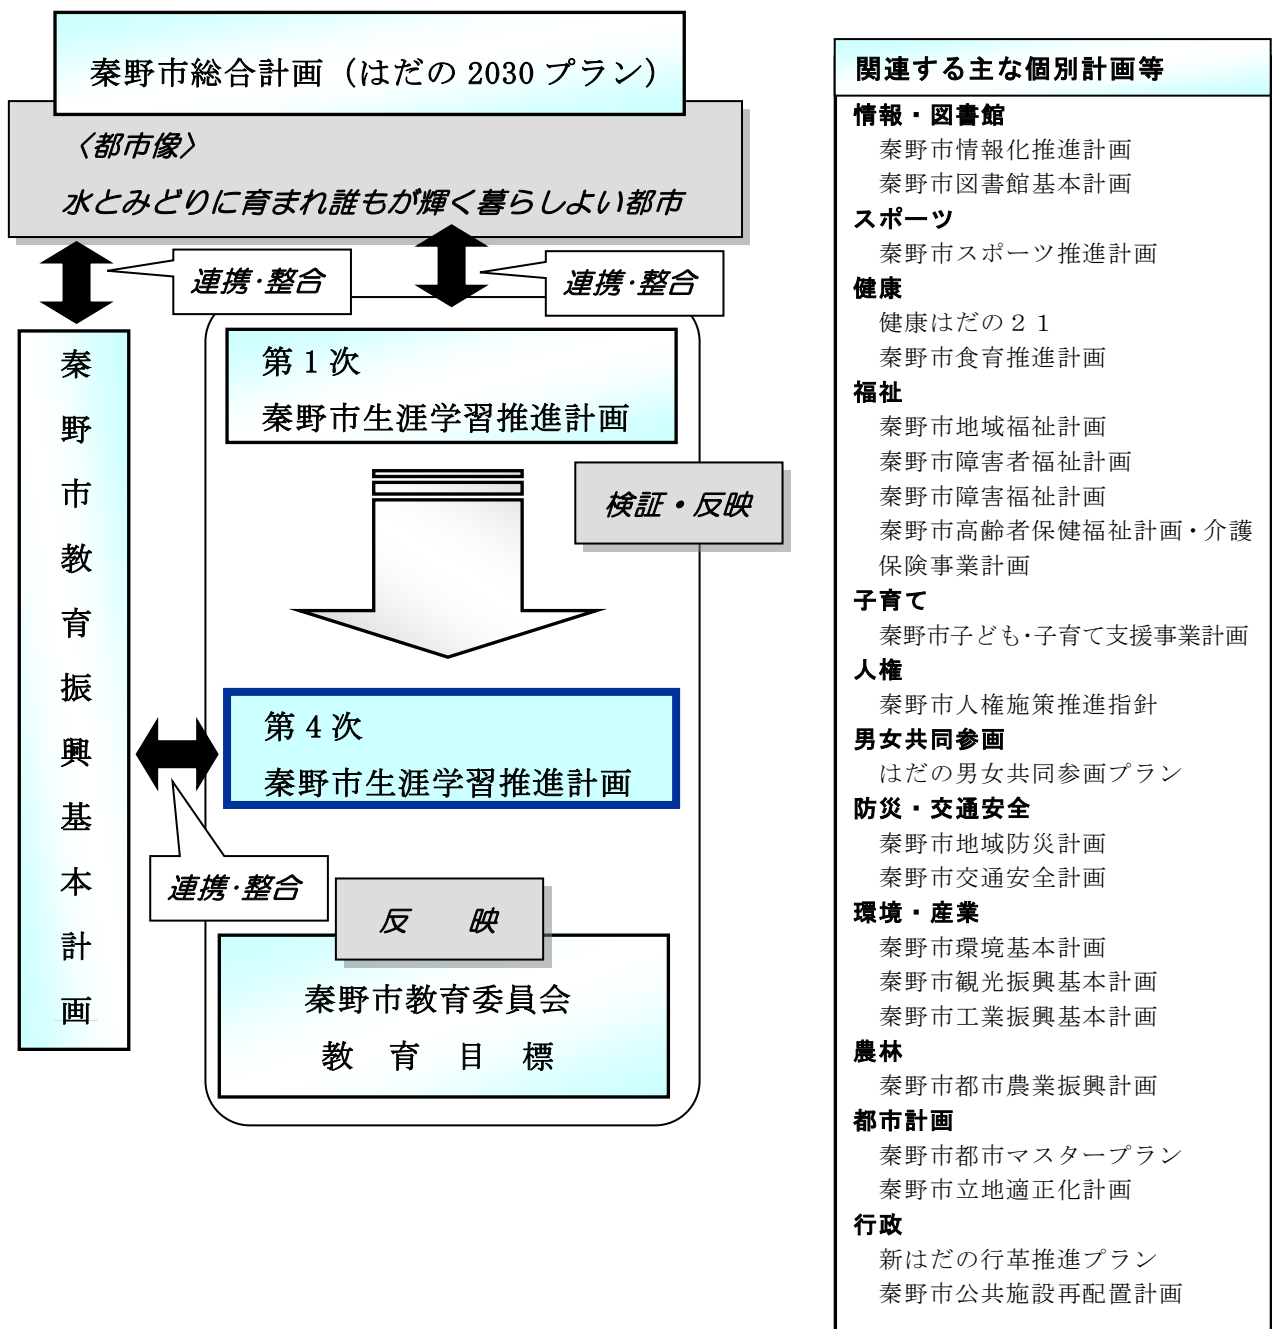 秦野市総合計画（はだの 2030 プラン）
〈都市像〉
水とみどりに育まれ誰もが輝く暮らしよい都市
連携・整合
連携・整合
秦野市教育振興基本計画
第 1 次
秦野市生涯学習推進計画
検証・反映
第 4 次
秦野市生涯学習推進計画
連携・整合
反　映
秦野市教育委員会
教　育　目　標
関連する主な個別計画等
情報・図書館
秦野市情報化推進計画
秦野市図書館基本計画
スポーツ
秦野市スポーツ推進計画
健康
健康はだの２１
秦野市食育推進計画
福祉
秦野市地域福祉計画
秦野市障害者福祉計画
秦野市障害福祉計画
秦野市高齢者保健福祉計画・介護
保険事業計画
子育て
秦野市子ども・子育て支援事業計画
人権
秦野市人権施策推進指針
男女共同参画
はだの男女共同参画プラン
防災・交通安全
秦野市地域防災計画
秦野市交通安全計画
環境・産業
秦野市環境基本計画
秦野市観光振興基本計画
秦野市工業振興基本計画
農林
秦野市都市農業振興計画
都市計画
秦野市都市マスタープラン
秦野市立地適正化計画
行政
新はだの行革推進プラン
秦野市公共施設再配置計画